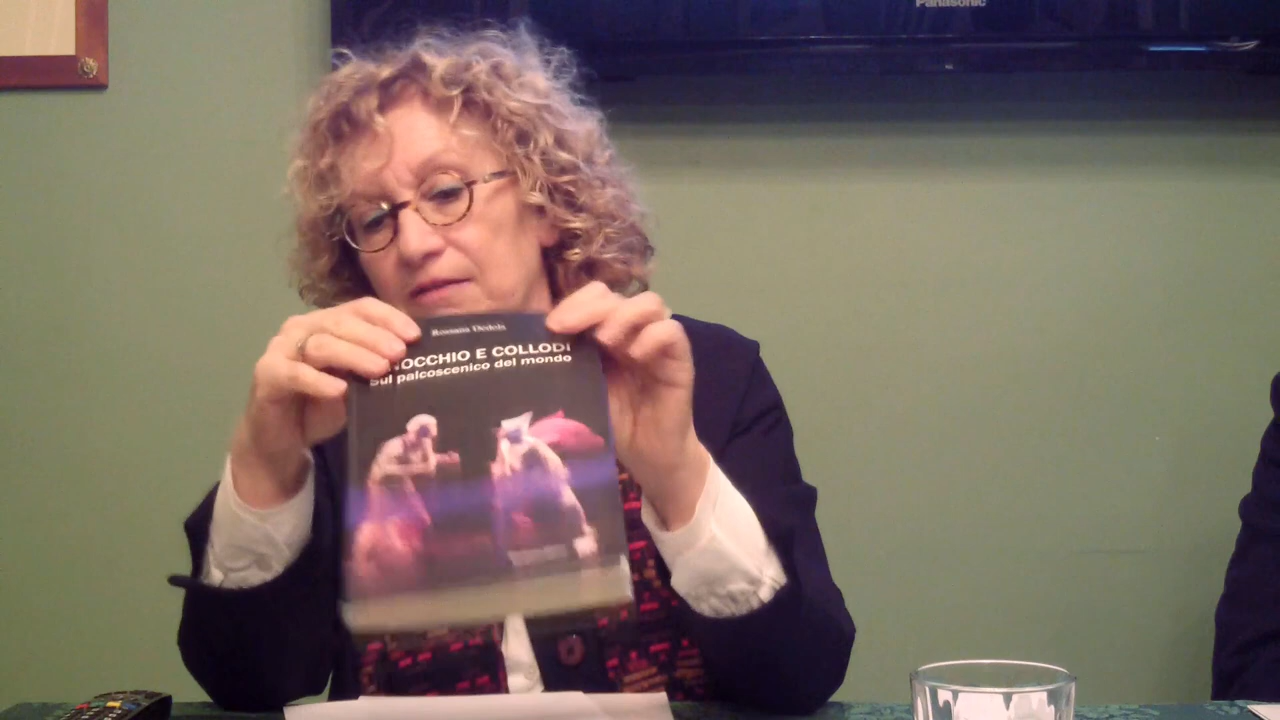 Panasonic
Rossana Dedola
NOCCHIO E COLLODI
Sul palcoscenico del mondo